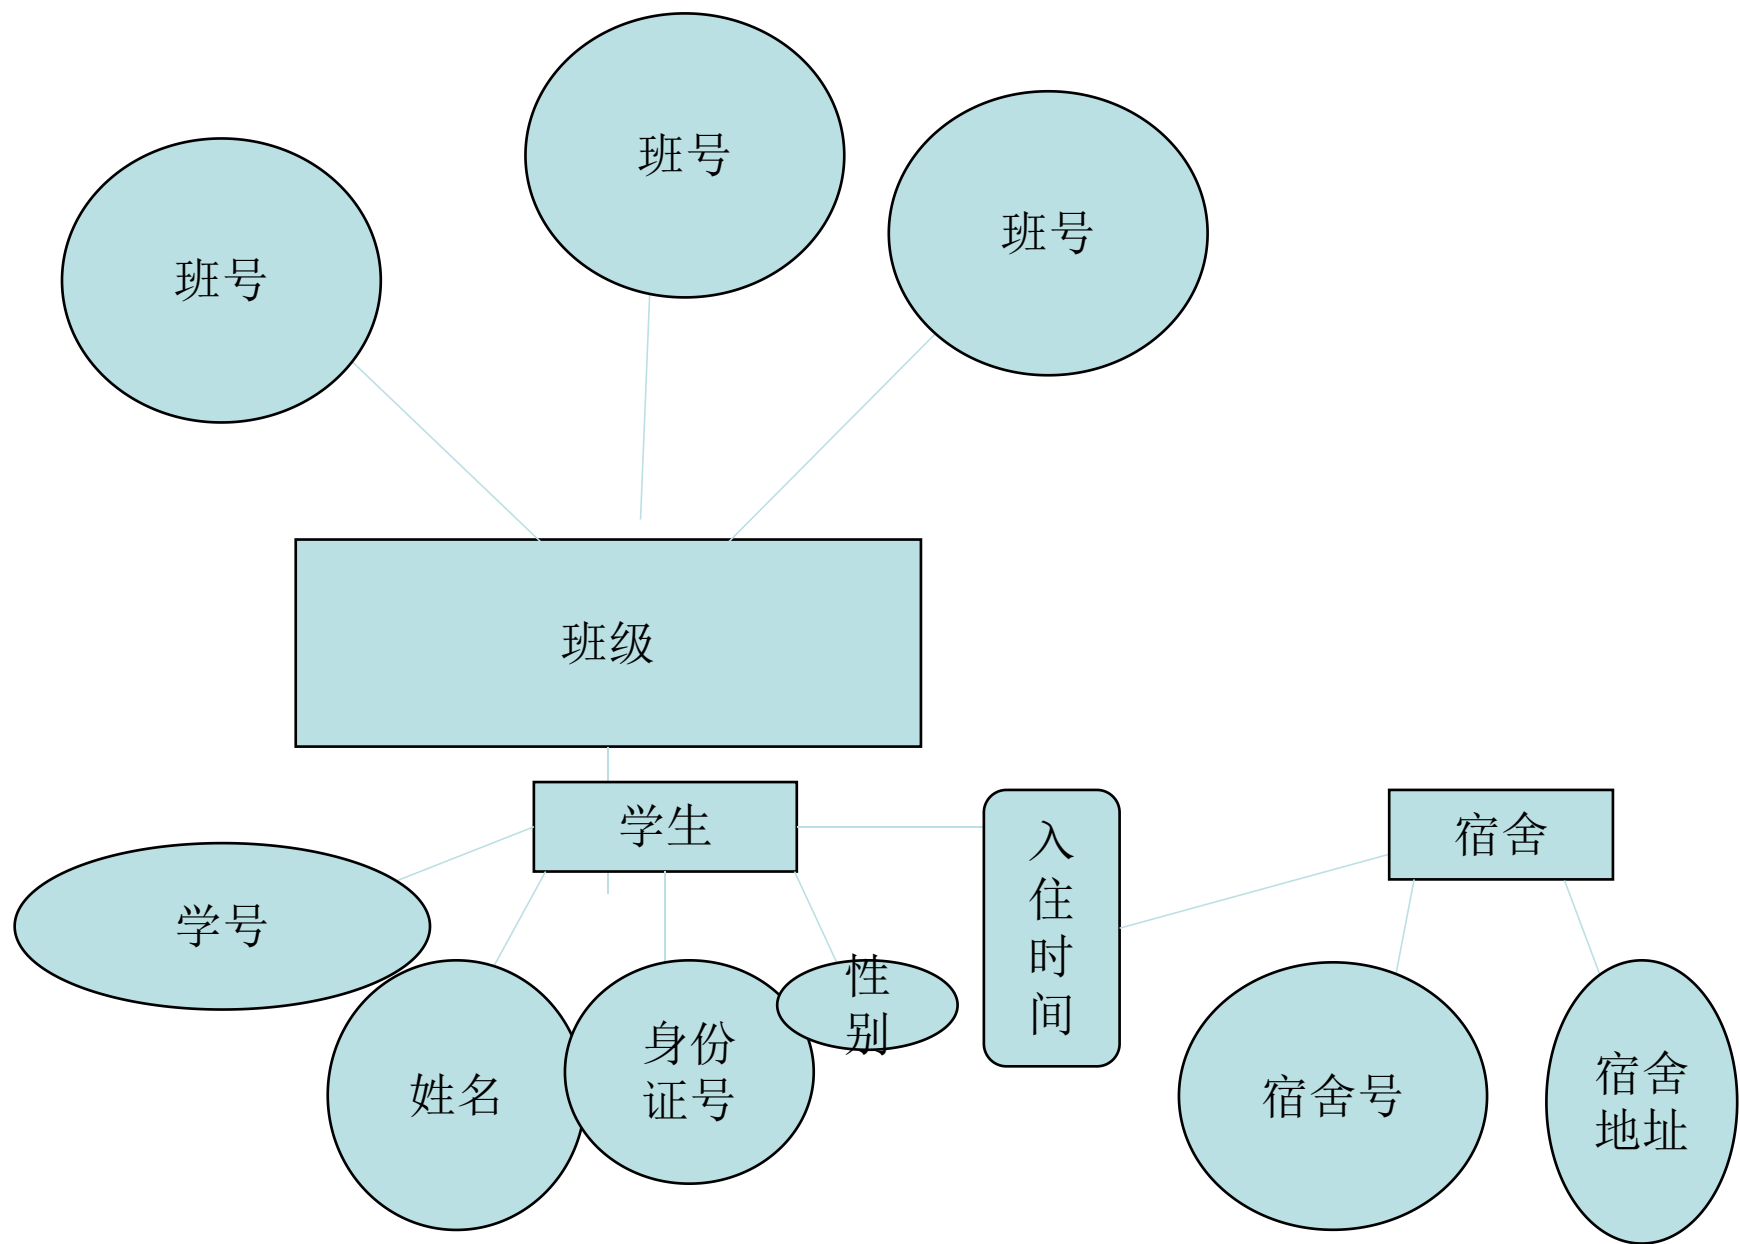 班号
班号
班号
班级
学生
宿舍
入
住
时
间
学号
性
别
姓名
身份
证号
宿舍号
宿舍
地址